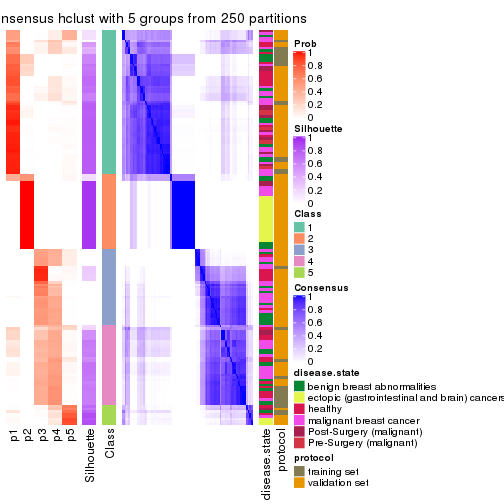 nsensus hclust with 5 groups from 250 partitions
Prob
1
0.8
0.6
0.4
0.2
0
Silhouette
1
0.8
0.6
0.4
0.2
0
Class
1
2
3
4
5
Consensus
1
0.8
0.6
0.4
0.2
0
disease.state
benign breast abnormalities
ectopic (gastrointestinal and brain) cancers
healthy
malignant breast cancer
Post-Surgery (malignant)
Pre-Surgery (malignant)
protocol
training set
validation set
p1
p2
p3
p4
p5
Silhouette
Class
disease.state
protocol